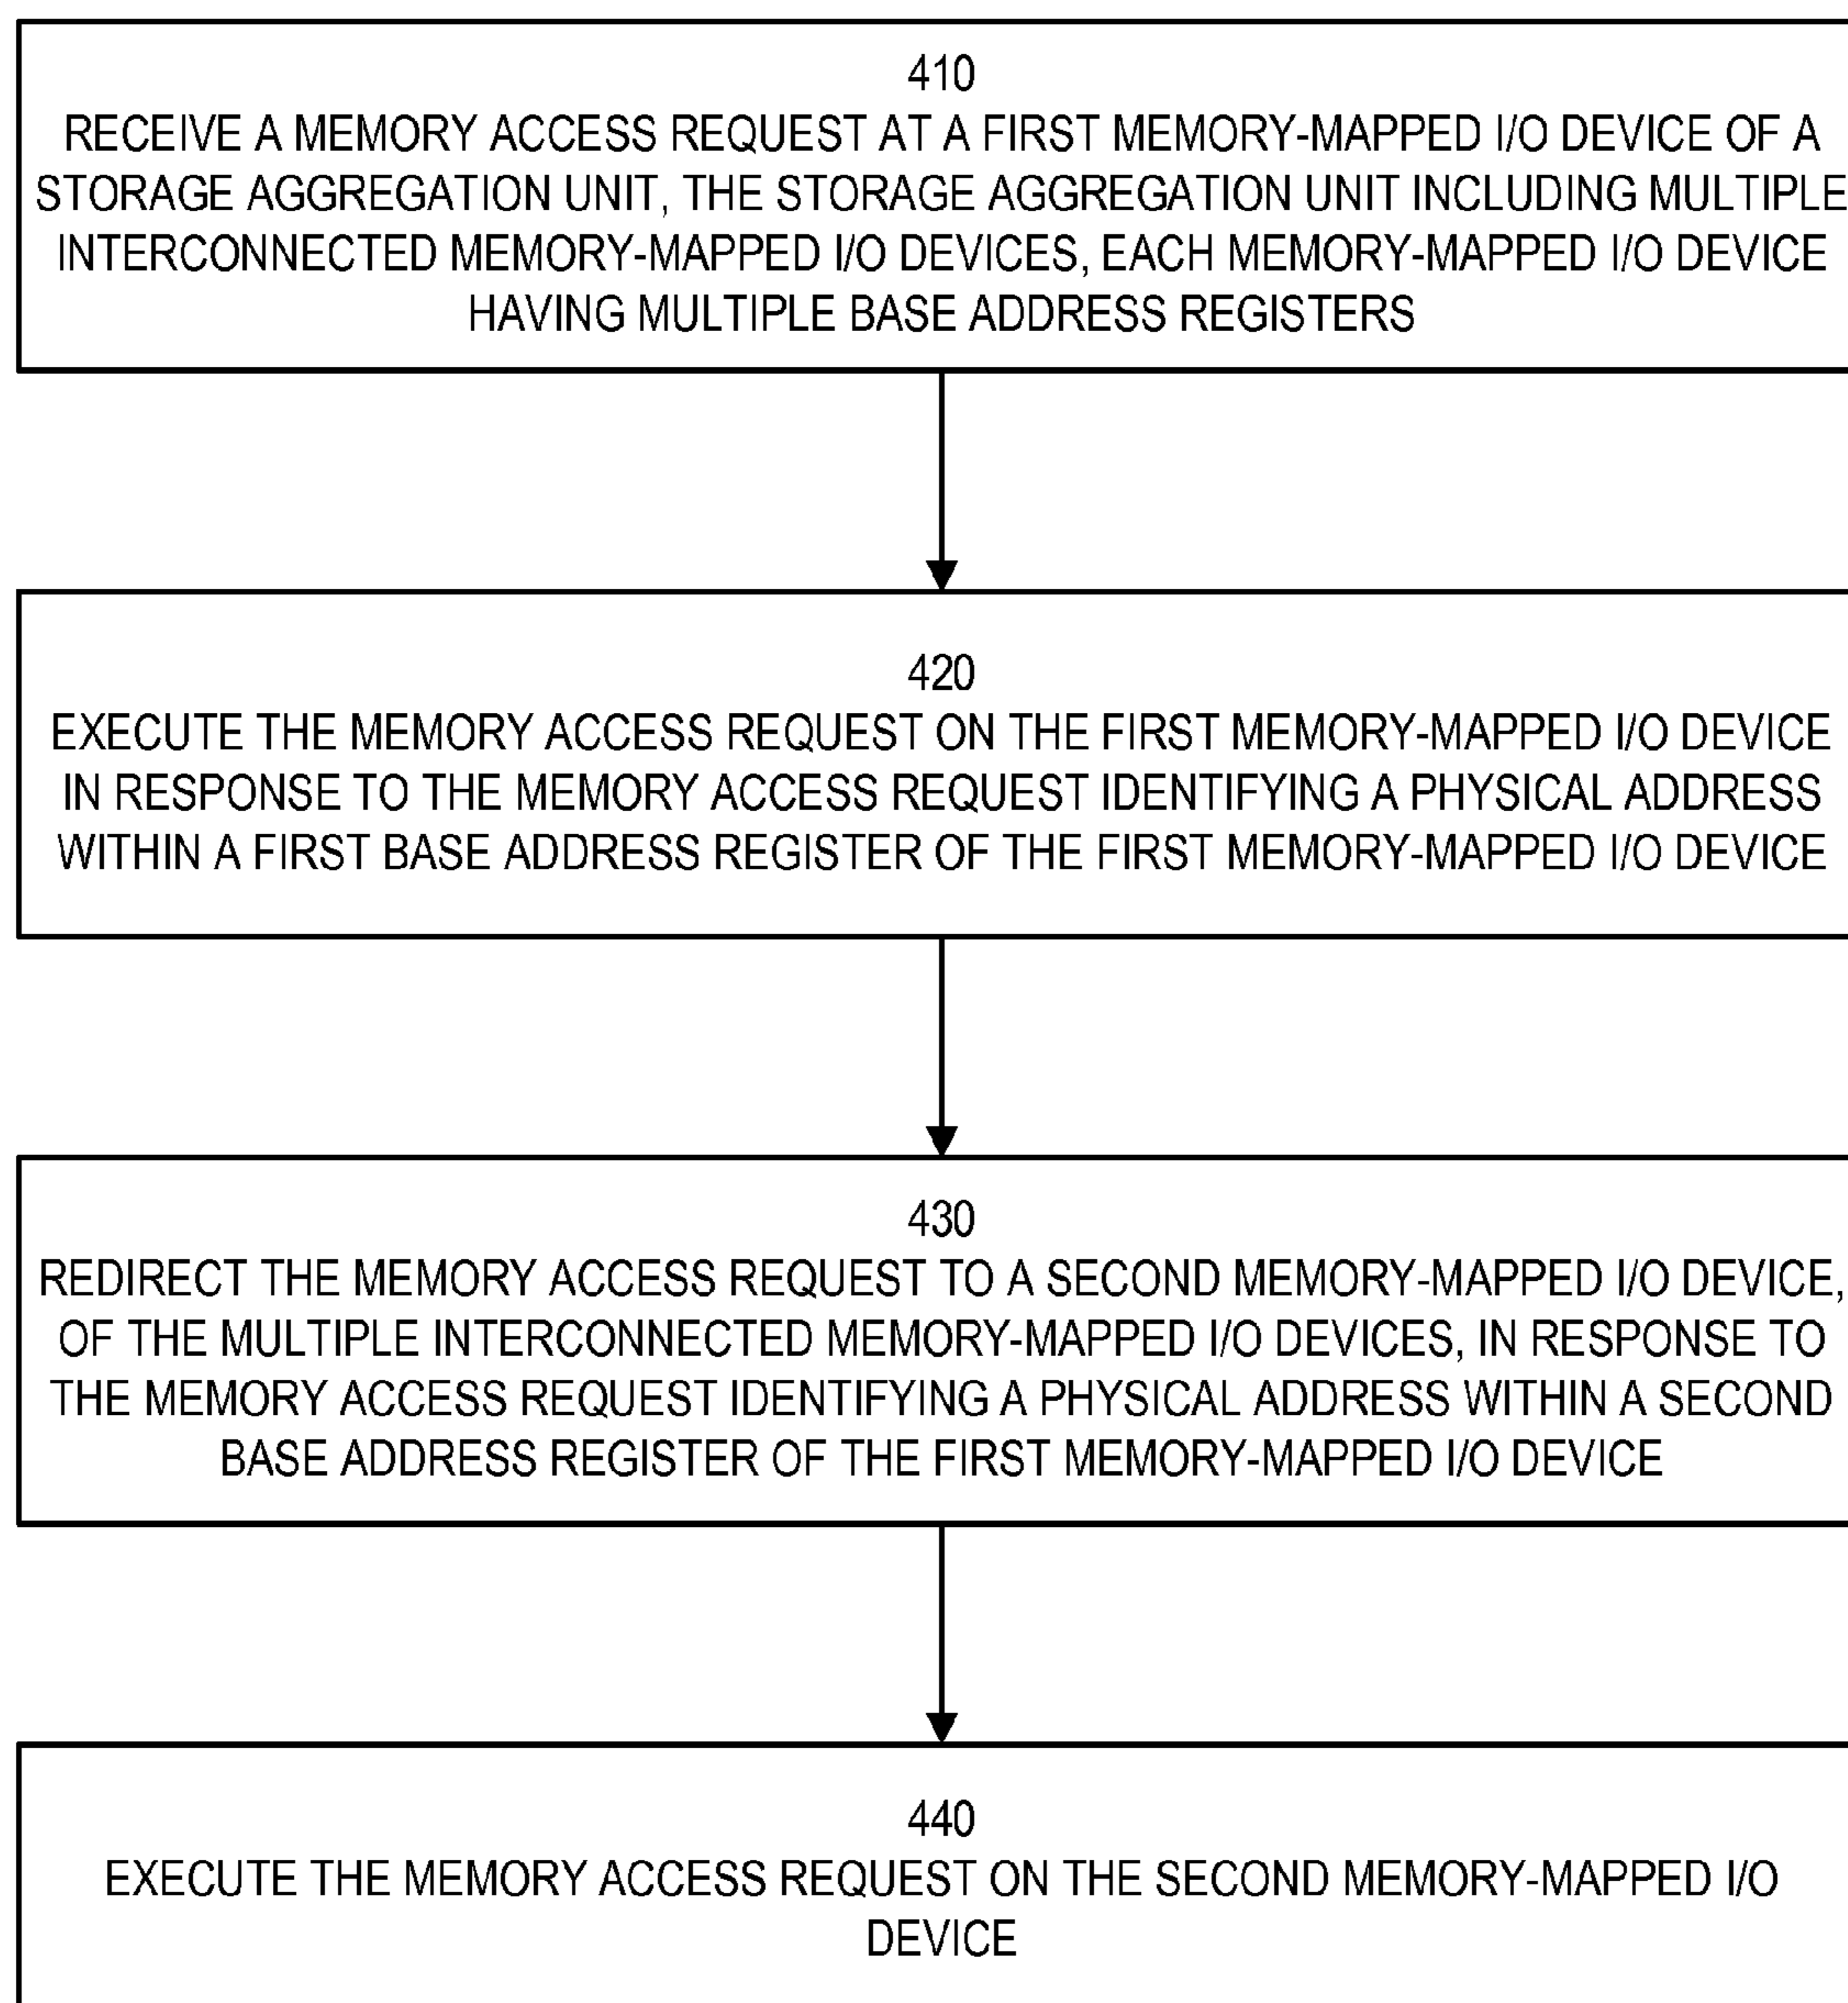 410
RECEIVE A MEMORY ACCESS REQUEST AT A FIRST MEMORY-MAPPED I/O DEVICE OF A
STORAGE AGGREGATION UNIT, THE STORAGE AGGREGATION UNIT INCLUDING MULTIPLE
INTERCONNECTED MEMORY-MAPPED I/O DEVICES, EACH MEMORY-MAPPED I/O DEVICE
HAVING MULTIPLE BASE ADDRESS REGISTERS
420
EXECUTE THE MEMORY ACCESS REQUEST ON THE FIRST MEMORY-MAPPED I/O DEVICE
IN RESPONSE TO THE MEMORY ACCESS REQUEST IDENTIFYING A PHYSICAL ADDRESS
WITHIN A FIRST BASE ADDRESS REGISTER OF THE FIRST MEMORY-MAPPED I/O DEVICE
430
REDIRECT THE MEMORY ACCESS REQUEST TO A SECOND MEMORY-MAPPED I/O DEVICE,
OF THE MULTIPLE INTERCONNECTED MEMORY-MAPPED I/O DEVICES, IN RESPONSE TO
THE MEMORY ACCESS REQUEST IDENTIFYING A PHYSICAL ADDRESS WITHIN A SECOND
BASE ADDRESS REGISTER OF THE FIRST MEMORY-MAPPED I/O DEVICE
440
EXECUTE THE MEMORY ACCESS REQUEST ON THE SECOND MEMORY-MAPPED I/O
DEVICE